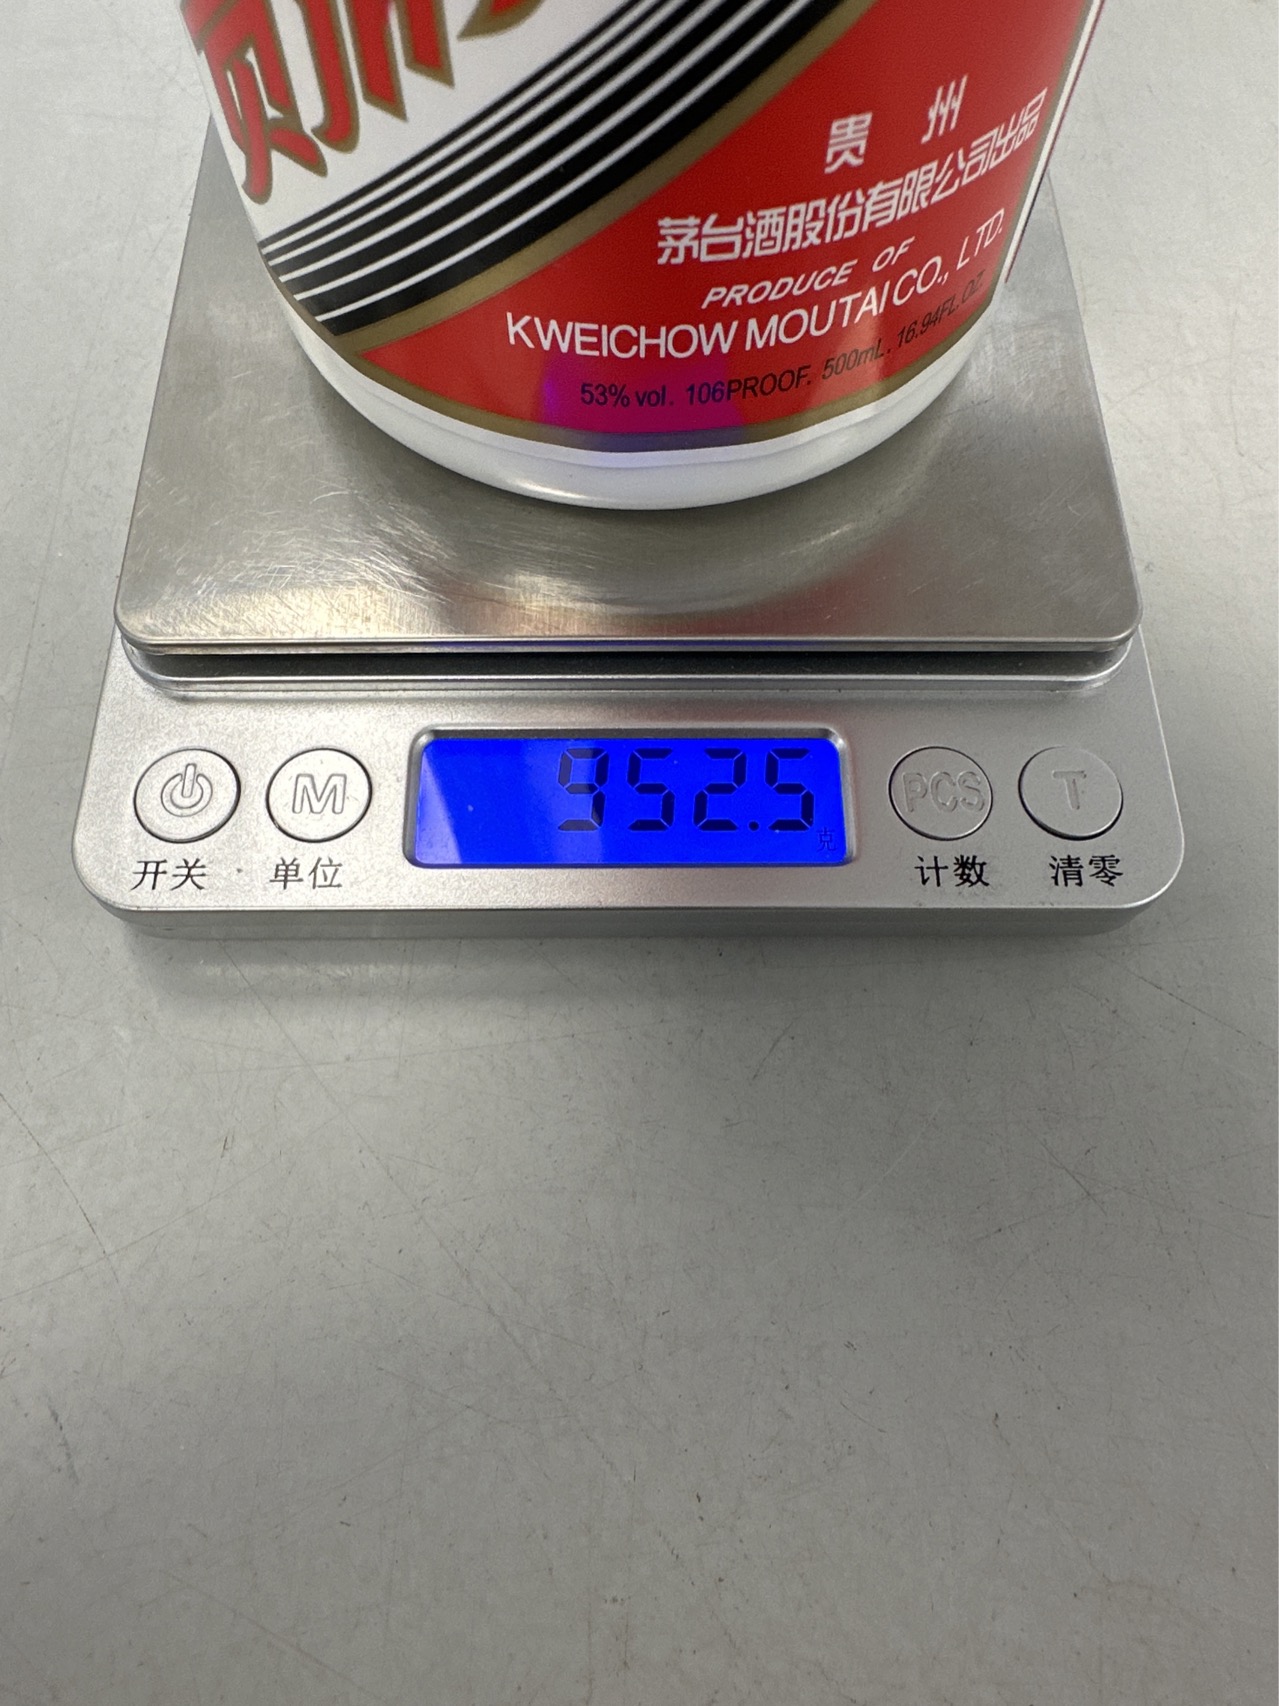 贵州
茅台酒股份有限公司出品
PRODUCE OF
KWEICHOW MOUTAI CO., LTD.
53% vol. 106PROOF. 500mL. 16.94FL.OZ.
952.5
克
M
PCS
T
开关
单位
计数
清零